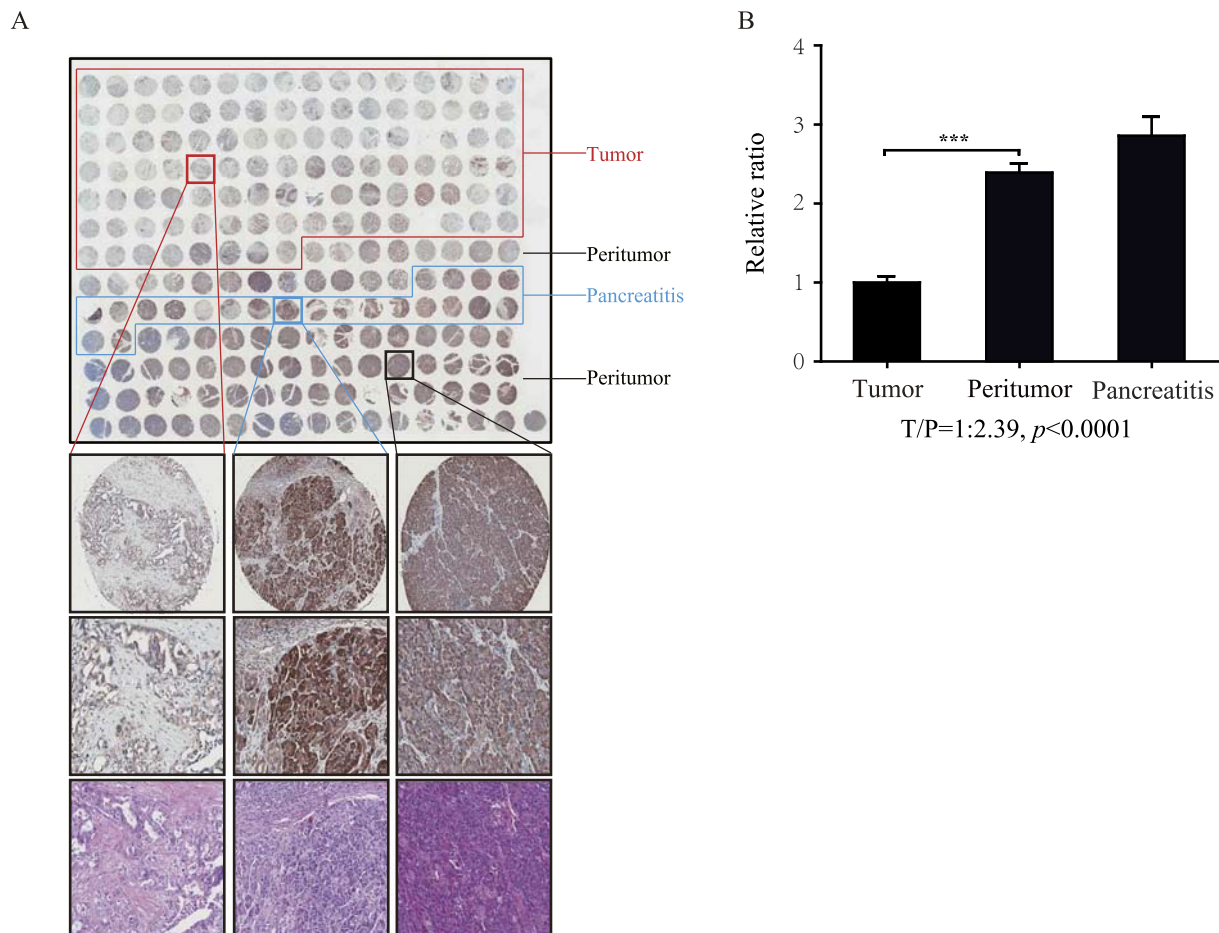 A
Tumor
Peritumor
Pancreatitis
Peritumor
B
Relative ratio
4
3
2
1
0
***
Tumor Peritumor Pancreatitis
T/P=1:2.39, p<0.0001